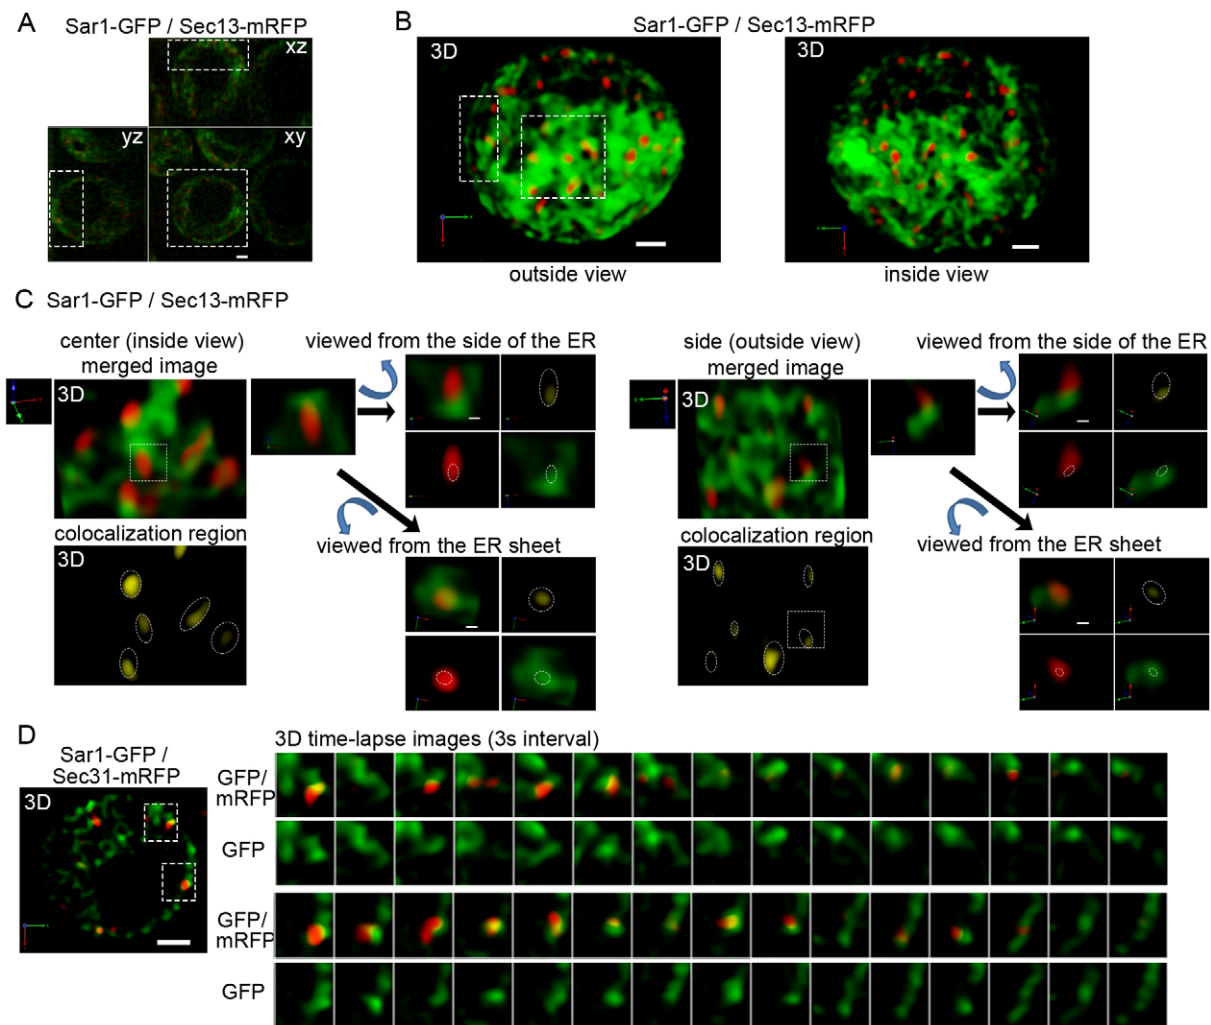 A
Sar1-GFP / Sec13-mRFP
xz
yz
xy
B
Sar1-GFP / Sec13-mRFP
3D
3D
outside view
inside view
C Sar1-GFP / Sec13-mRFP
center (inside view)
merged image
3D
viewed from the side of the ER
colocalization region
3D
viewed from the ER sheet
side (outside view)
merged image
3D
viewed from the side of the ER
colocalization region
3D
viewed from the ER sheet
D
Sar1-GFP /
Sec31-mRFP
3D
3D time-lapse images (3s interval)
GFP/
mRFP
GFP
GFP/
mRFP
GFP